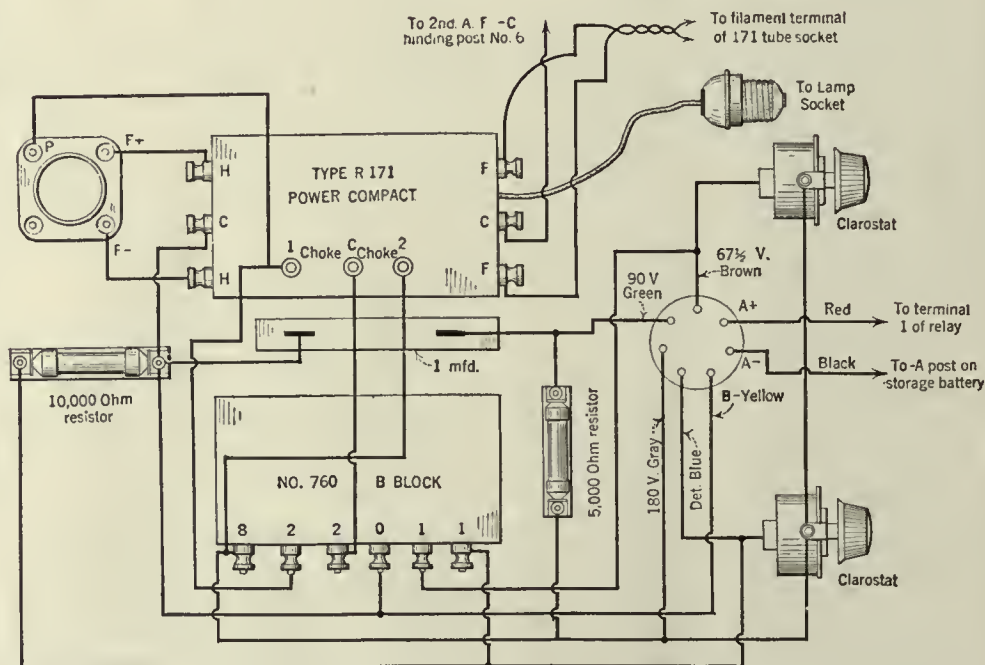 To 2nd. A. F -C
hinding post No. 6
To filament terminal
of 171 tube socket
To Lamp
Socket
P
F+
F-
H
C
H
TYPE R 171
POWER COMPACT
1 Choke C Choke 2
F
C
F
Clarostat
67½ V.
Brown
90 V
Green
A+
Red
To terminal
1 of relay
A-
Black
To -A post on
storage battery
B-Yellow
1 mfd.
10,000 Ohm
resistor
5,000 Ohm resistor
180 V. Gray
Det. Blue
NO. 760 B BLOCK
8 2 2 0 1 1
Clarostat